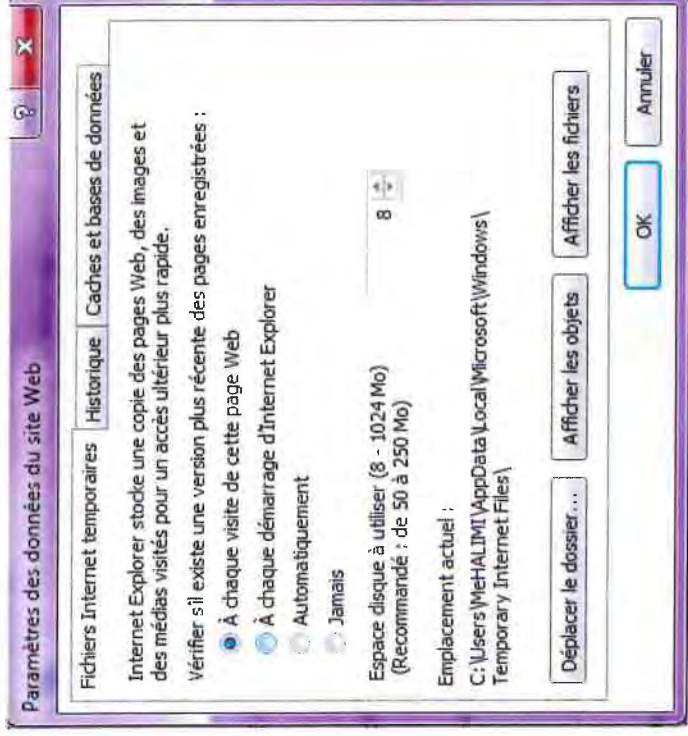 Paramètres des données du site Web
Fichiers Internet temporaires Historique Caches et bases de données
Internet Explorer stocke une copie des pages Web, des images et
des médias visités pour un accès ultérieur plus rapide.
Vérifier s'il existe une version plus récente des pages enregistrées :
À chaque visite de cette page Web
À chaque démarrage d'Internet Explorer
Automatiquement
Jamais
Espace disque à utiliser (8 - 1024 Mo) 8
(Recommandé : de 50 à 250 Mo)
Emplacement actuel :
C:\Users\MeHALIMI\AppData\Local\Microsoft\Windows\
Temporary Internet Files\
Déplacer le dossier... Afficher les objets Afficher les fichiers
OK Annuler